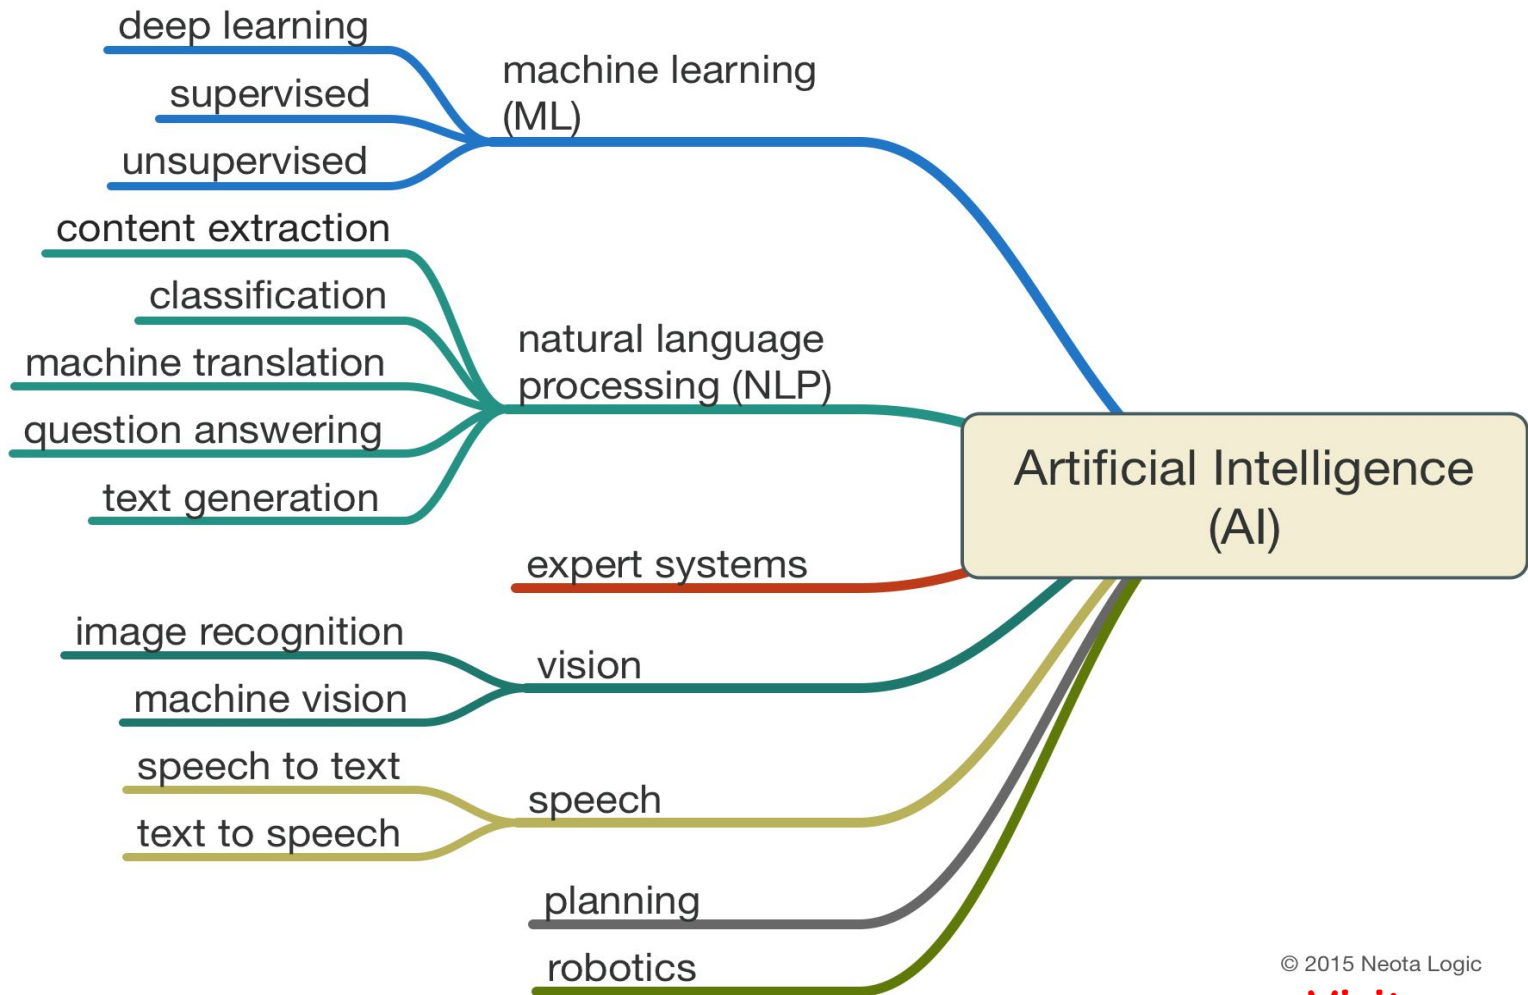 deep learning
supervised
unsupervised
machine learning
(ML)
content extraction
classification
machine translation
question answering
text generation
natural language
processing (NLP)
Artificial Intelligence
(AI)
expert systems
image recognition
machine vision
vision
speech to text
text to speech
speech
planning
robotics
© 2015 Neota Logic